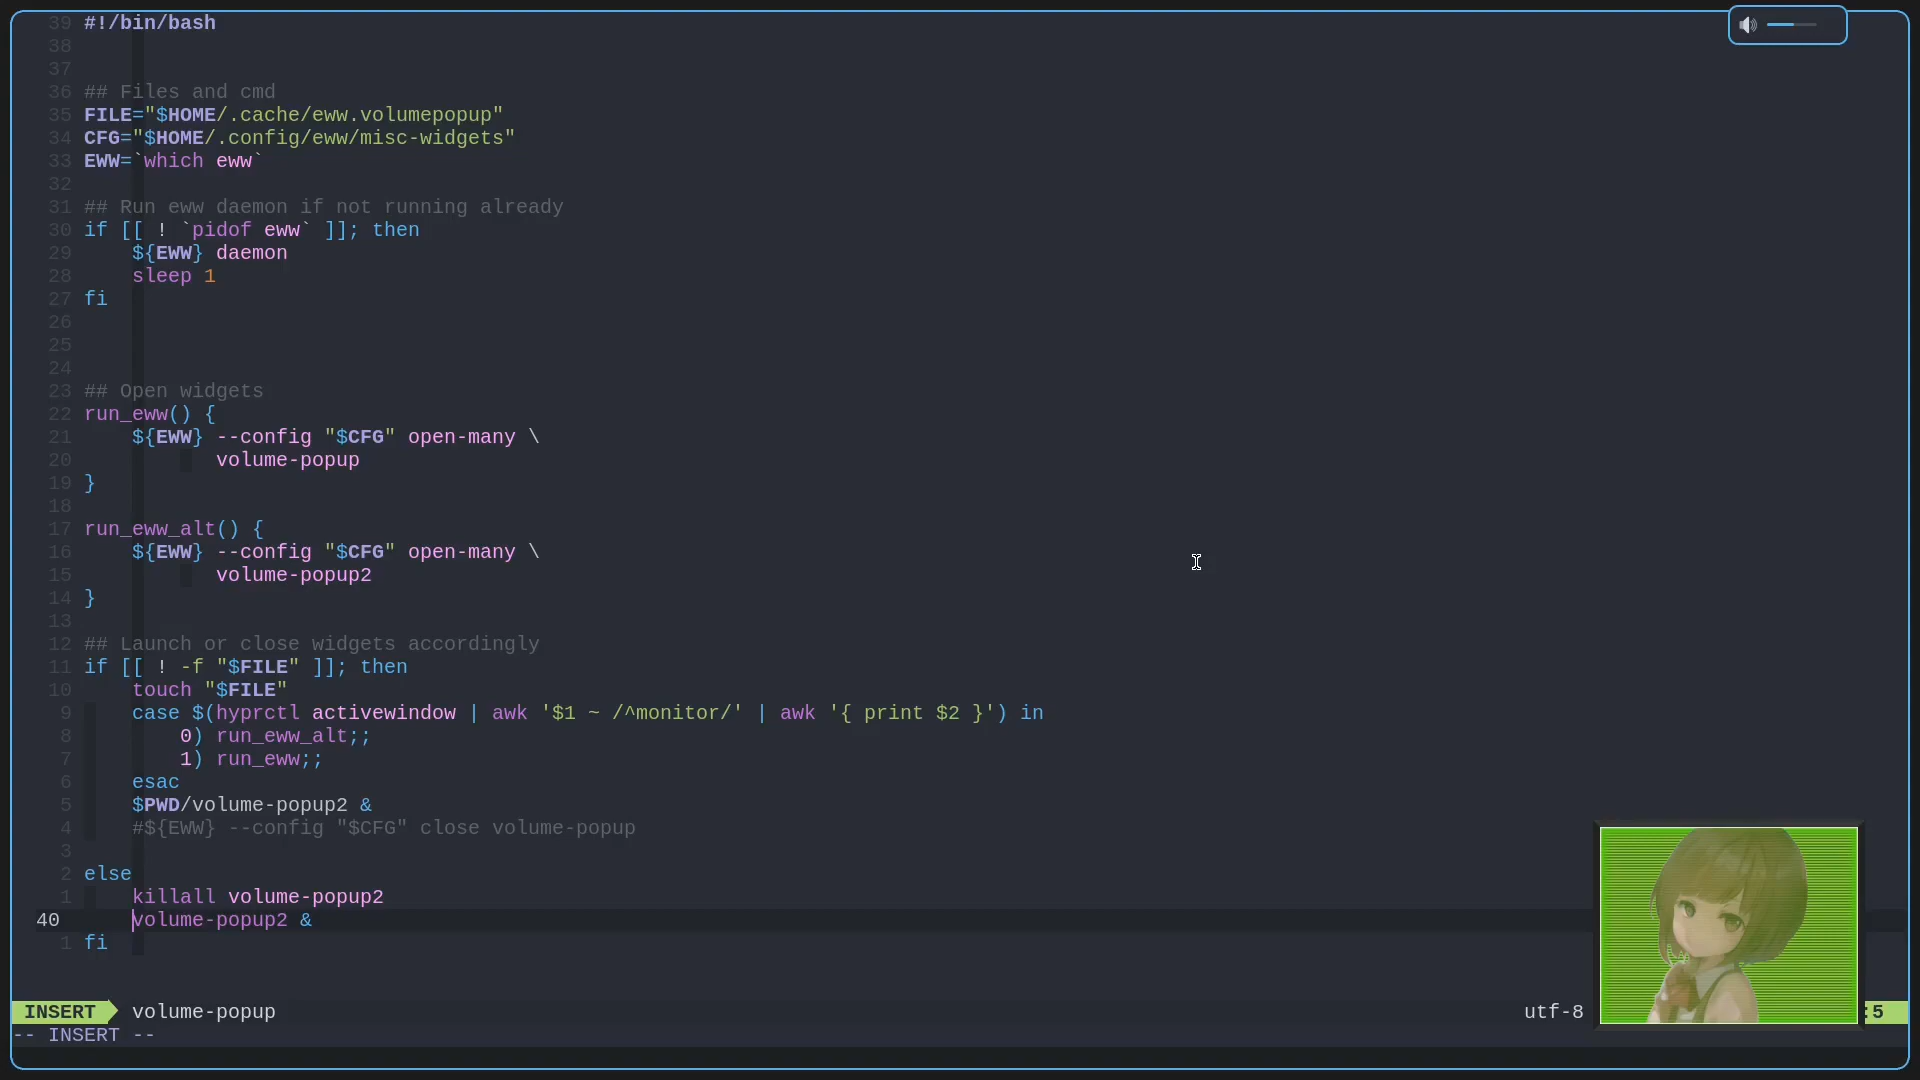 39 #!/bin/bash
38
37
36 ## Files and cmd
35 FILE="$HOME/.cache/eww.volumepopup"
34 CFG="$HOME/.config/eww/misc-widgets"
33 EWW=`which eww`
32
31 ## Run eww daemon if not running already
30 if [[ ! `pidof eww` ]]; then
29     ${EWW} daemon
28     sleep 1
27 fi
26
25
24
23 ## Open widgets
22 run_eww() {
21     ${EWW} --config "$CFG" open-many \
20            volume-popup
19 }
18
17 run_eww_alt() {
16     ${EWW} --config "$CFG" open-many \
15            volume-popup2
14 }
13
12 ## Launch or close widgets accordingly
11 if [[ ! -f "$FILE" ]]; then
10     touch "$FILE"
9     case $(hyprctl activewindow | awk '$1 ~ /^monitor/' | awk '{ print $2 }') in
8         0) run_eww_alt;;
7         1) run_eww;;
6     esac
5     $PWD/volume-popup2 &
4     #${EWW} --config "$CFG" close volume-popup
3
2 else
1     killall volume-popup2
40     volume-popup2 &
1 fi
INSERT volume-popup utf-8 :5
-- INSERT --